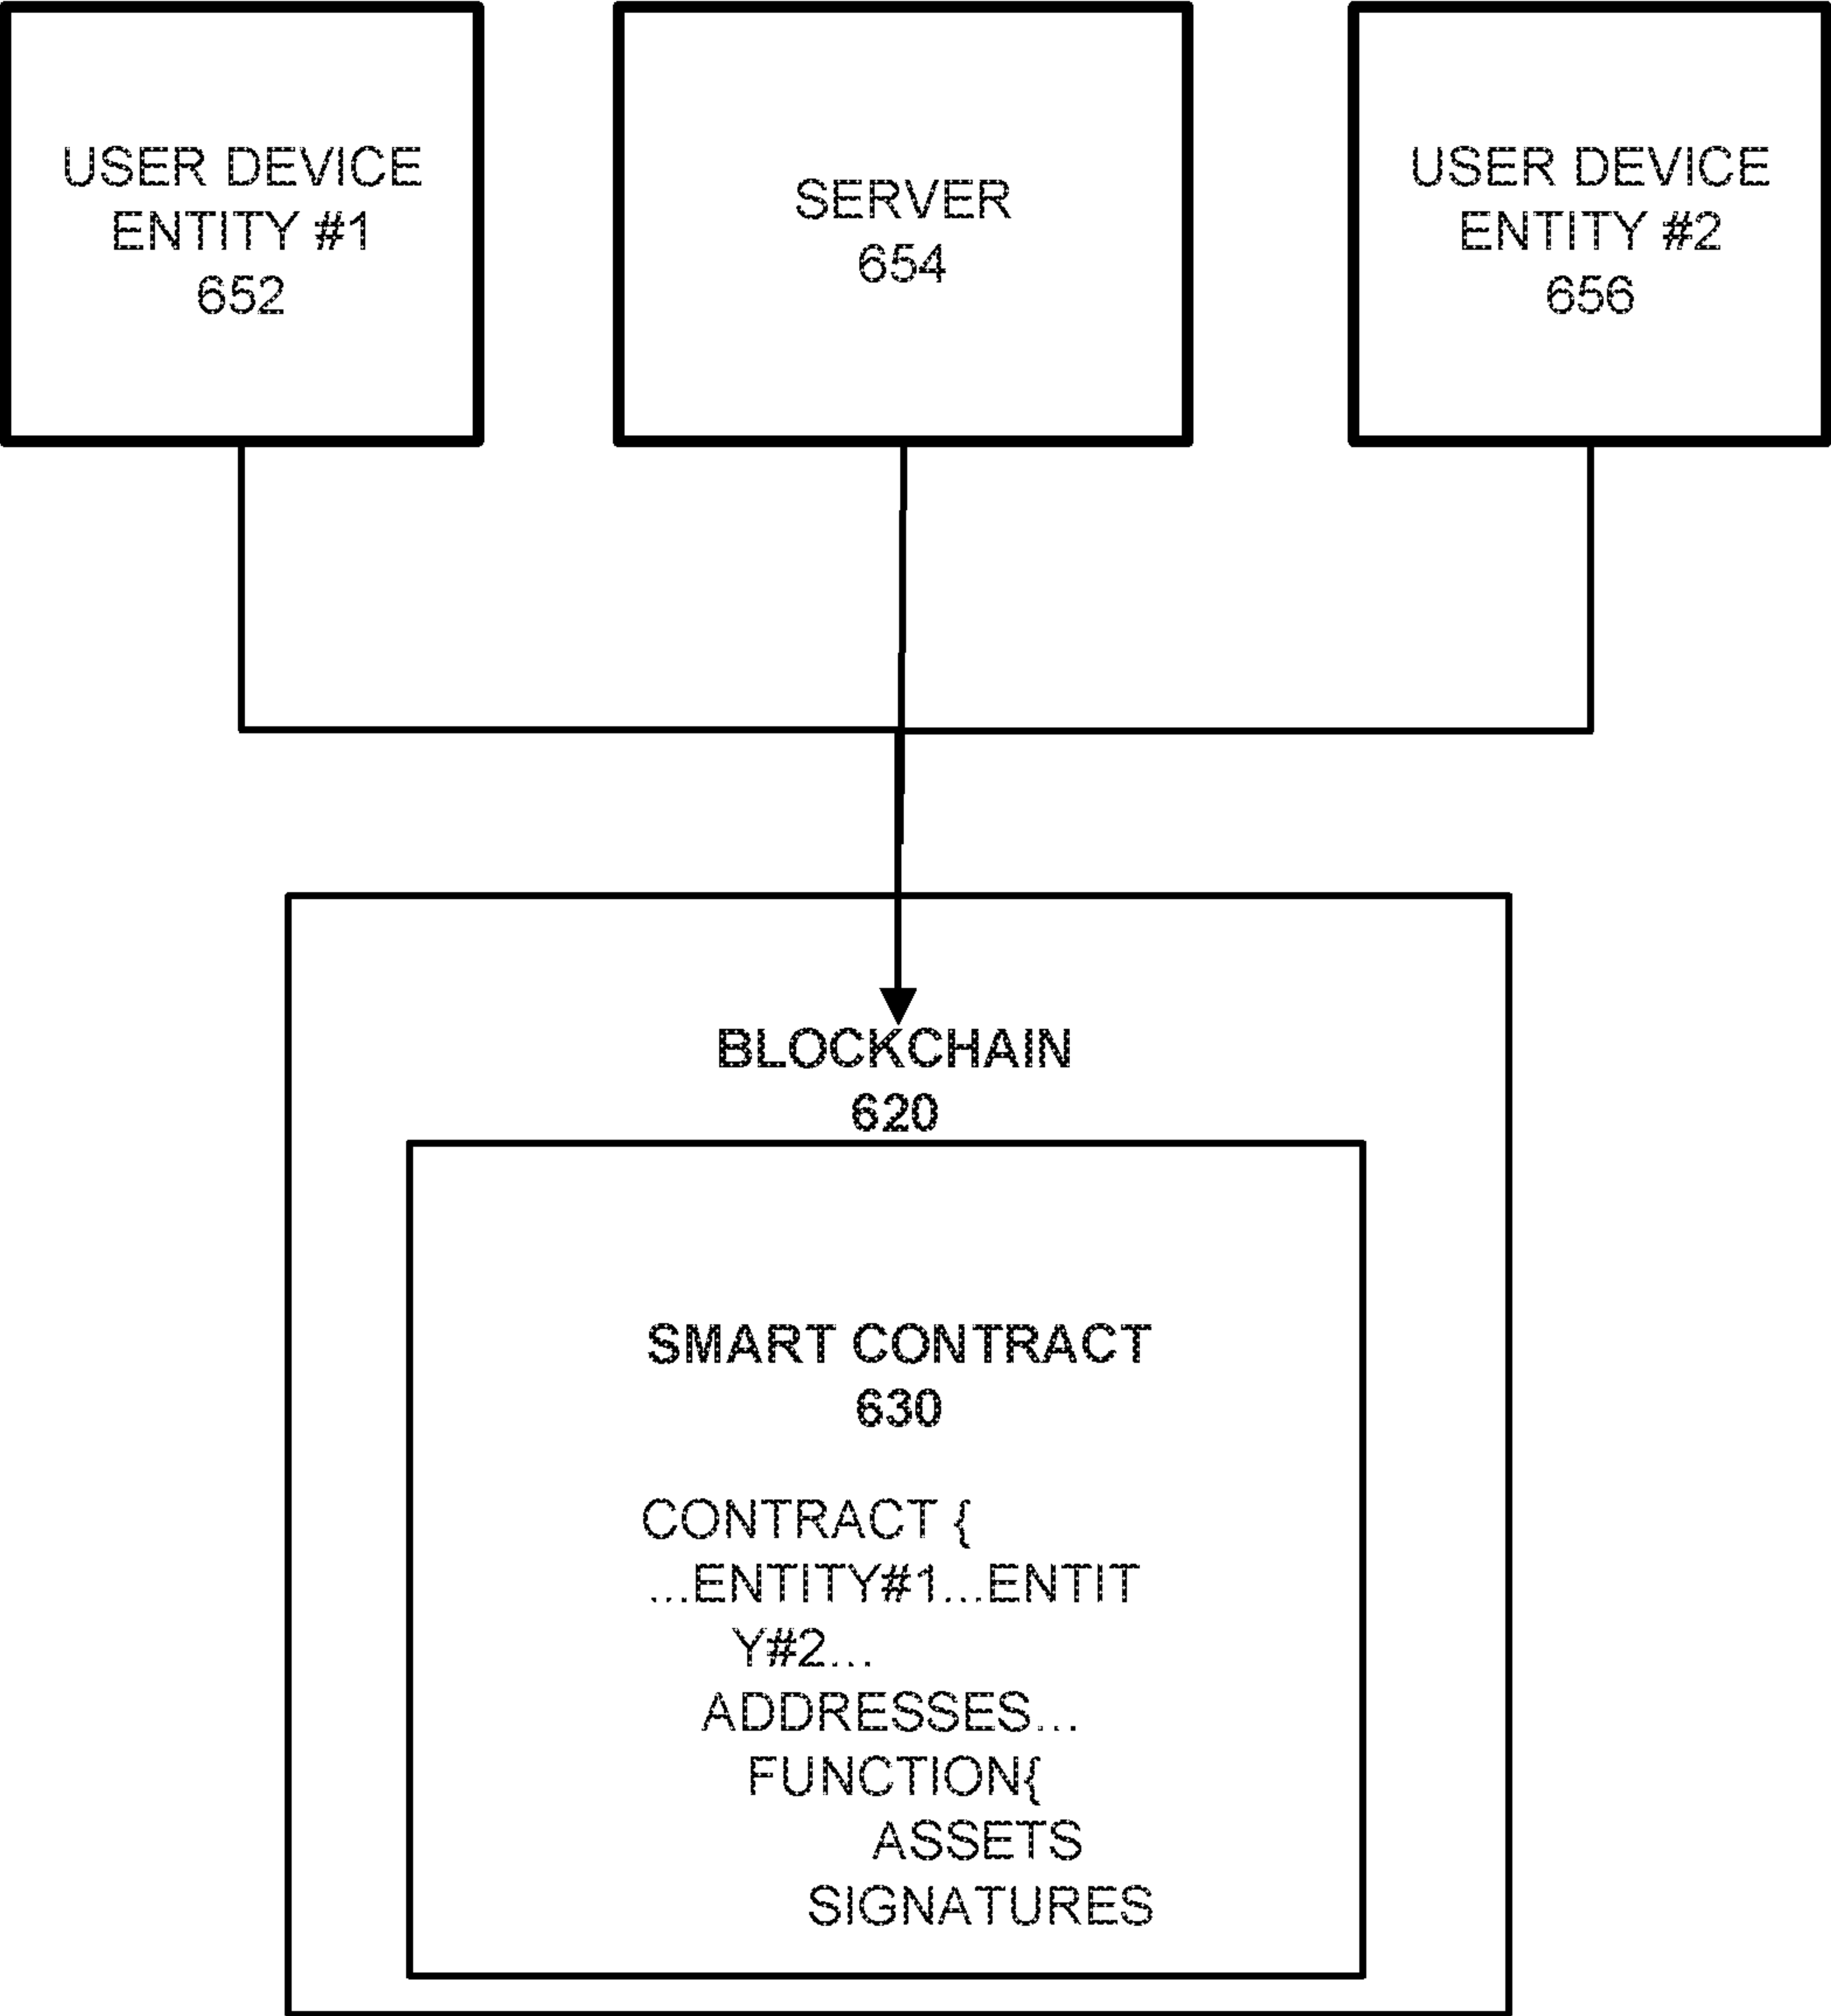 USER DEVICE
ENTITY #1
652
SERVER
654
USER DEVICE
ENTITY #2
656
BLOCKCHAIN
620
SMART CONTRACT
630
CONTRACT {
...ENTITY#1...ENTIT
Y#2...
ADDRESSES...
FUNCTION{
ASSETS
SIGNATURES